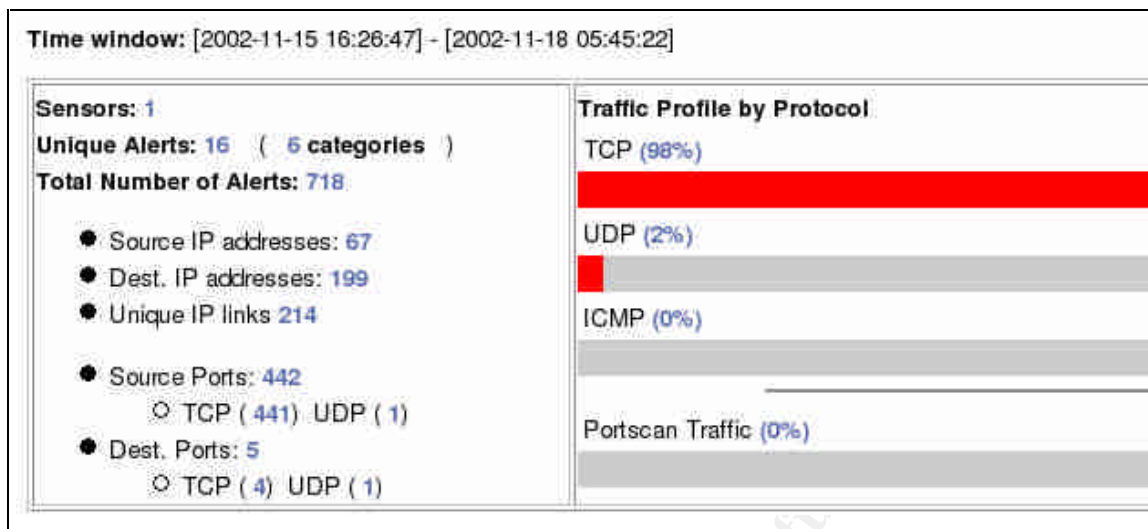 Time window: [2002-11-15 16:26:47] - [2002-11-18 05:45:22]
Sensors: 1
Unique Alerts: 16 ( 6 categories )
Total Number of Alerts: 718
Source IP addresses: 67
Dest. IP addresses: 199
Unique IP links 214
Source Ports: 442
TCP ( 441) UDP ( 1)
Dest. Ports: 5
TCP ( 4) UDP ( 1)
Traffic Profile by Protocol
TCP (98%)
UDP (2%)
ICMP (0%)
Portscan Traffic (0%)